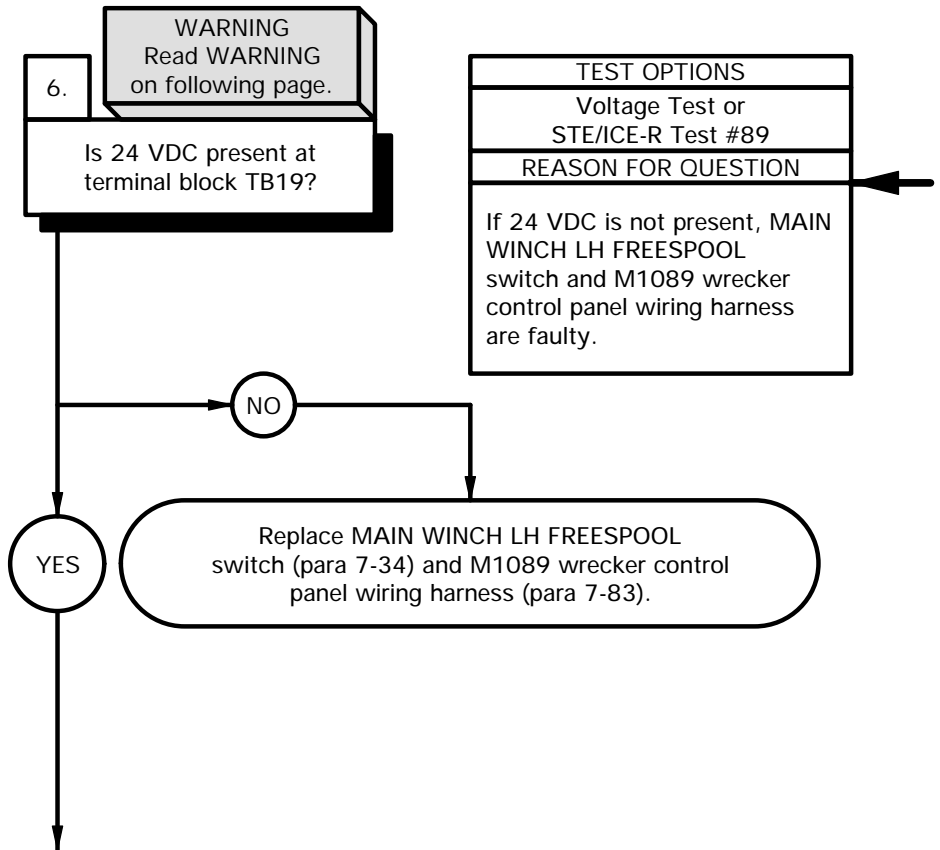 WARNING
Read WARNING
on following page.
6.
Is 24 VDC present at
terminal block TB19?
TEST OPTIONS
Voltage Test or
STE/ICE-R Test #89
REASON FOR QUESTION
If 24 VDC is not present, MAIN
WINCH LH FREESPOOL
switch and M1089 wrecker
control panel wiring harness
are faulty.
NO
YES
Replace MAIN WINCH LH FREESPOOL
switch (para 7-34) and M1089 wrecker control
panel wiring harness (para 7-83).